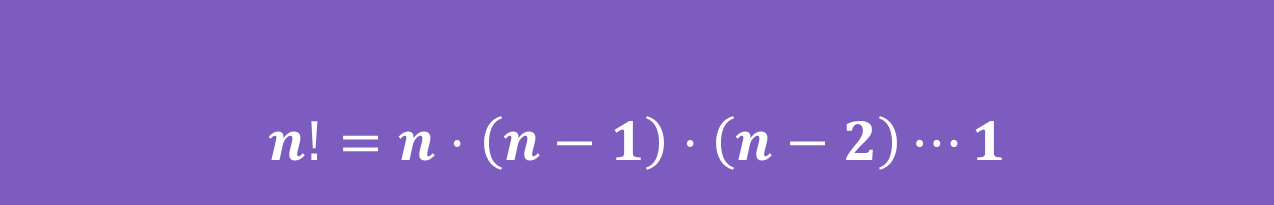 n! = n · (n − 1) · (n − 2) ⋯ 1